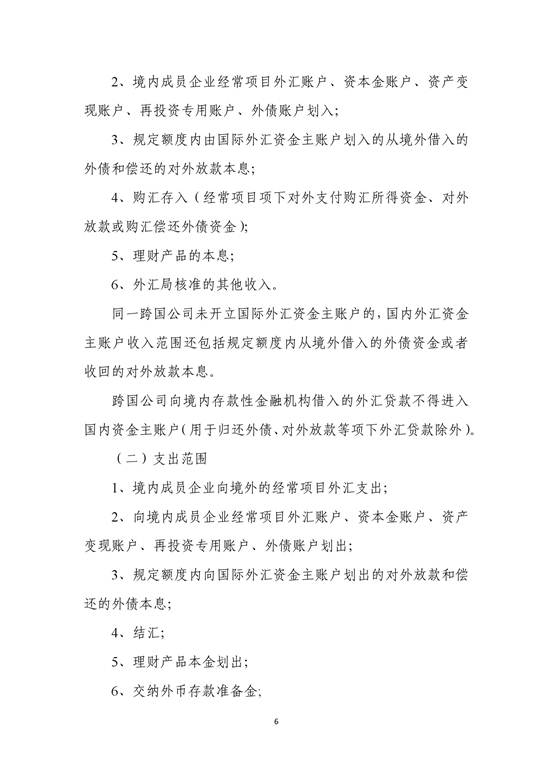 2、境内成员企业经常项目外汇账户、资本金账户、资产变
现账户、再投资专用账户、外债账户划入；
3、规定额度内由国际外汇资金主账户划入的从境外借入的
外债和偿还的对外放款本息；
4、购汇存入（经常项目项下对外支付购汇所得资金、对外
放款或购汇偿还外债资金）；
5、理财产品的本息；
6、外汇局核准的其他收入。
同一跨国公司未开立国际外汇资金主账户的，国内外汇资金
主账户收入范围还包括规定额度内从境外借入的外债资金或者
收回的对外放款本息。
跨国公司向境内存款性金融机构借入的外汇贷款不得进入
国内资金主账户（用于归还外债、对外放款等项下外汇贷款除外）。
（二）支出范围
1、境内成员企业向境外的经常项目外汇支出；
2、向境内成员企业经常项目外汇账户、资本金账户、资产
变现账户、再投资专用账户、外债账户划出；
3、规定额度内向国际外汇资金主账户划出的对外放款和偿
还的外债本息；
4、结汇；
5、理财产品本金划出；
6、交纳外币存款准备金；
6